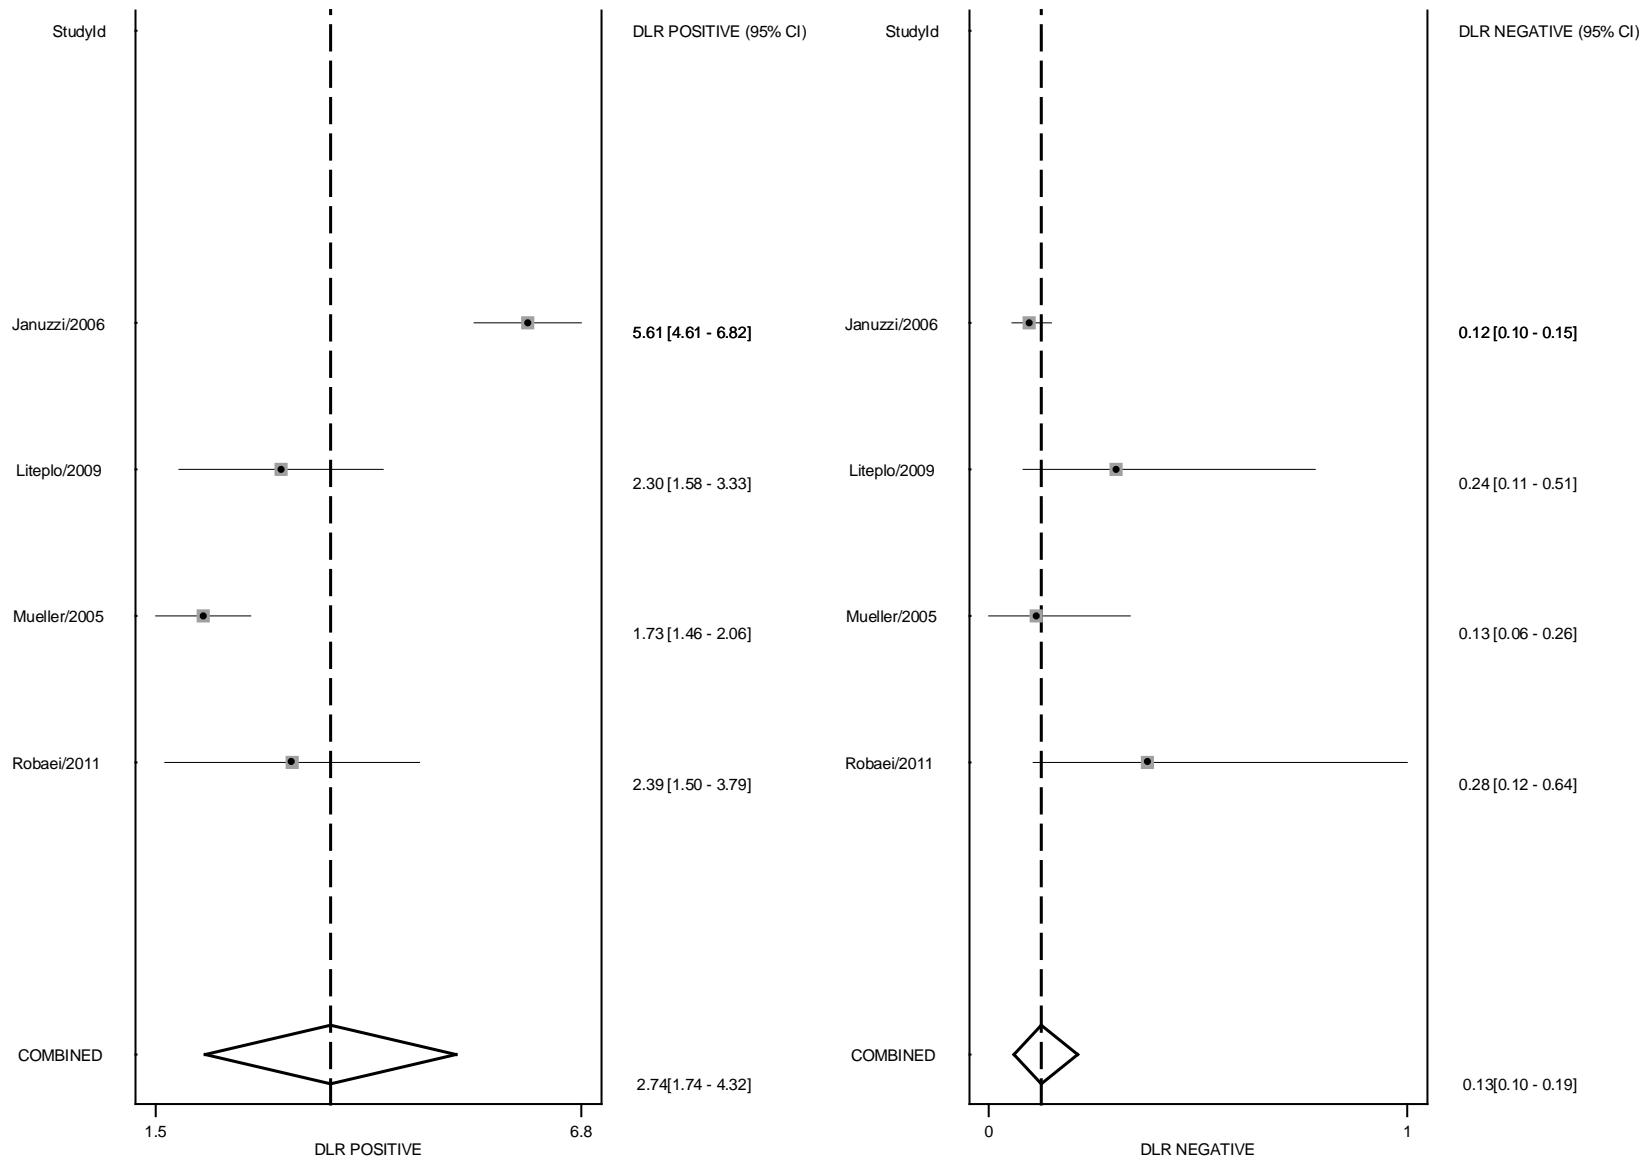 StudyId DLR POSITIVE (95% CI)
Januzzi/2006 5.61 [4.61 - 6.82]
Liteplo/2009 2.30 [1.58 - 3.33]
Mueller/2005 1.73 [1.46 - 2.06]
Robaei/2011 2.39 [1.50 - 3.79]
COMBINED 2.74[1.74 - 4.32]
1.5 6.8
DLR POSITIVE
StudyId DLR NEGATIVE (95% CI)
Januzzi/2006 0.12 [0.10 - 0.15]
Liteplo/2009 0.24 [0.11 - 0.51]
Mueller/2005 0.13 [0.06 - 0.26]
Robaei/2011 0.28 [0.12 - 0.64]
COMBINED 0.13[0.10 - 0.19]
0 1
DLR NEGATIVE